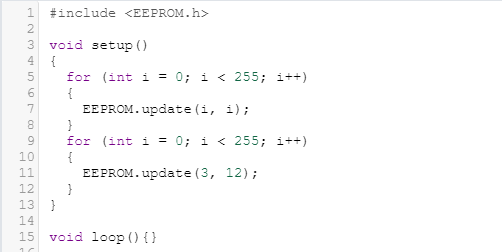 1 #include <EEPROM.h>
2
3 void setup()
4 {
5   for (int i = 0; i < 255; i++)
6   {
7     EEPROM.update(i, i);
8   }
9   for (int i = 0; i < 255; i++)
10   {
11     EEPROM.update(3, 12);
12   }
13 }
14
15 void loop(){}